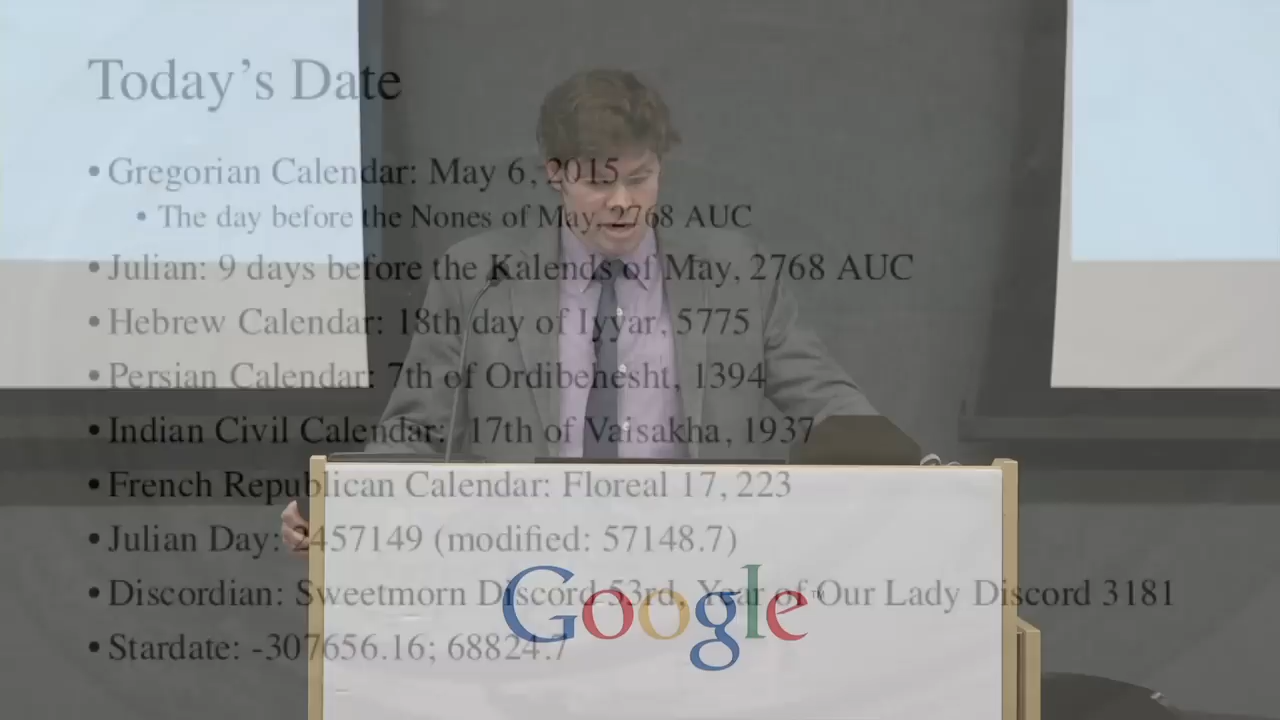 Today's Date
• Gregorian Calendar: May 6, 2015
• The day before the Nones of May, 2768 AUC
• Julian: 9 days before the Kalends of May, 2768 AUC
• Hebrew Calendar: 18th day of Iyyar, 5775
• Persian Calendar: 7th of Ordibehesht, 1394
• Indian Civil Calendar: 17th of Vaisakha, 1937
• French Republican Calendar: Floreal 17, 223
• Julian Day: 2457149 (modified: 57148.7)
• Discordian: Sweetmorn Discord 53rd, Year of Our Lady Discord 3181
Google™
• Stardate: -307656.16; 68824.7